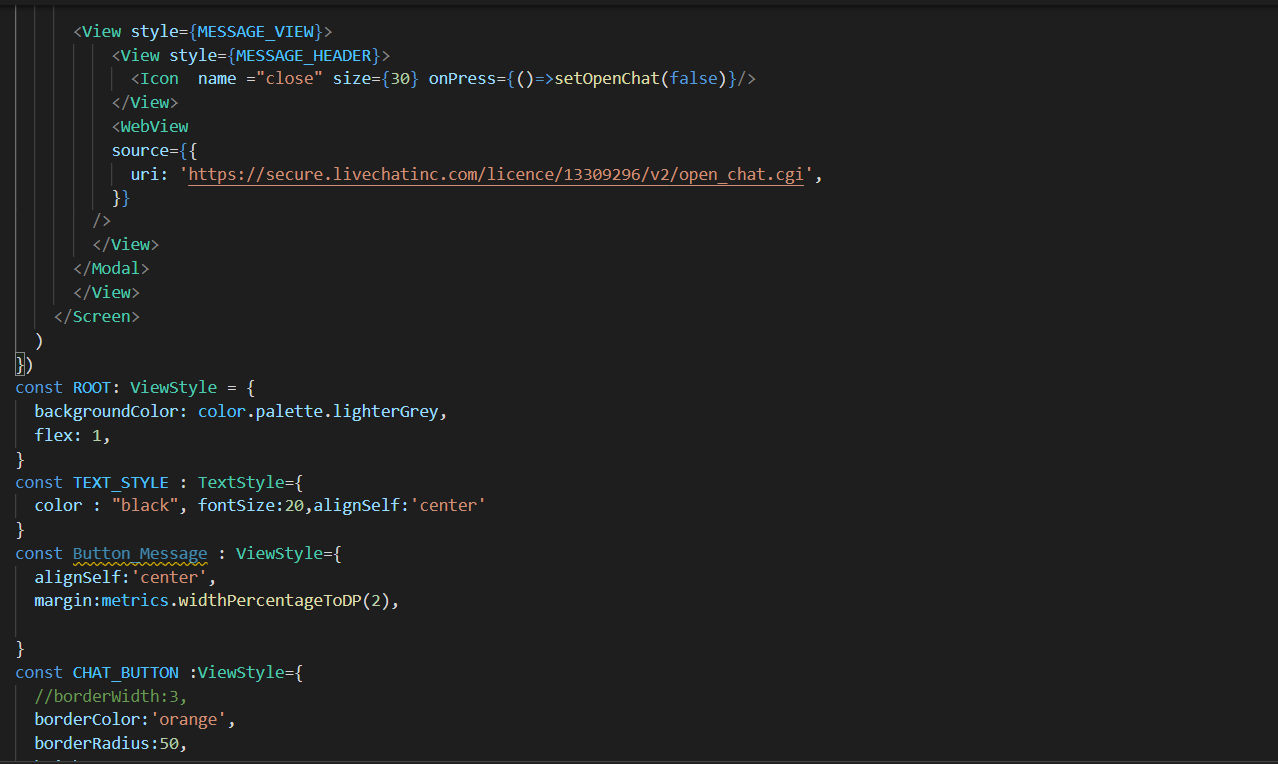 <View style={MESSAGE_VIEW}>
<View style={MESSAGE_HEADER}>
<Icon  name ="close" size={30} onPress={()=>setOpenChat(false)}/>
</View>
<WebView
source={{
uri: 'https://secure.livechatinc.com/licence/13309296/v2/open_chat.cgi',
}}
/>
</View>
</Modal>
</View>
</Screen>
)
})
const ROOT: ViewStyle = {
backgroundColor: color.palette.lighterGrey,
flex: 1,
}
const TEXT_STYLE : TextStyle={
color : "black", fontSize:20,alignSelf:'center'
}
const Button_Message : ViewStyle={
alignSelf:'center',
margin:metrics.widthPercentageToDP(2),
}
const CHAT_BUTTON :ViewStyle={
//borderWidth:3,
borderColor:'orange',
borderRadius:50,